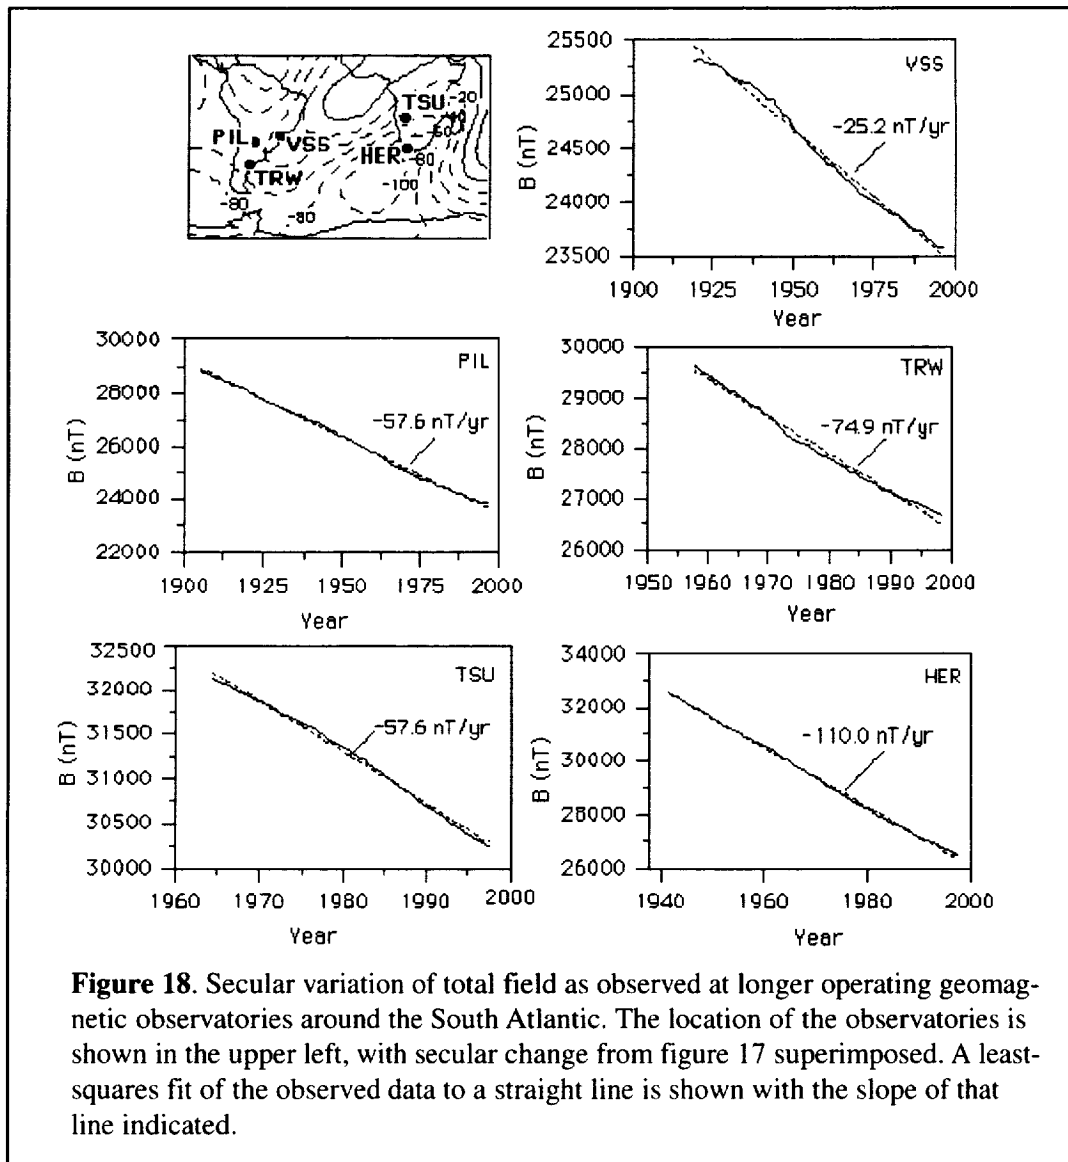 TSU
-20
-40
-60
PIL
VSS
HER
-80
TRW
-100
-80
-80
25500
25000
24500
24000
23500
B (nT)
VSS
-25.2 nT/yr
1900 1925 1950 1975 2000
Year
30000
28000
26000
24000
22000
B (nT)
PIL
-57.6 nT/yr
1900 1925 1950 1975 2000
Year
30000
29000
28000
27000
26000
B (nT)
TRW
-74.9 nT/yr
1950 1960 1970 1980 1990 2000
Year
32500
32000
31500
31000
30500
30000
B (nT)
TSU
-57.6 nT/yr
1960 1970 1980 1990 2000
Year
34000
32000
30000
28000
26000
B (nT)
HER
-110.0 nT/yr
1940 1960 1980 2000
Year
Figure 18. Secular variation of total field as observed at longer operating geomag-
netic observatories around the South Atlantic. The location of the observatories is
shown in the upper left, with secular change from figure 17 superimposed. A least-
squares fit of the observed data to a straight line is shown with the slope of that
line indicated.